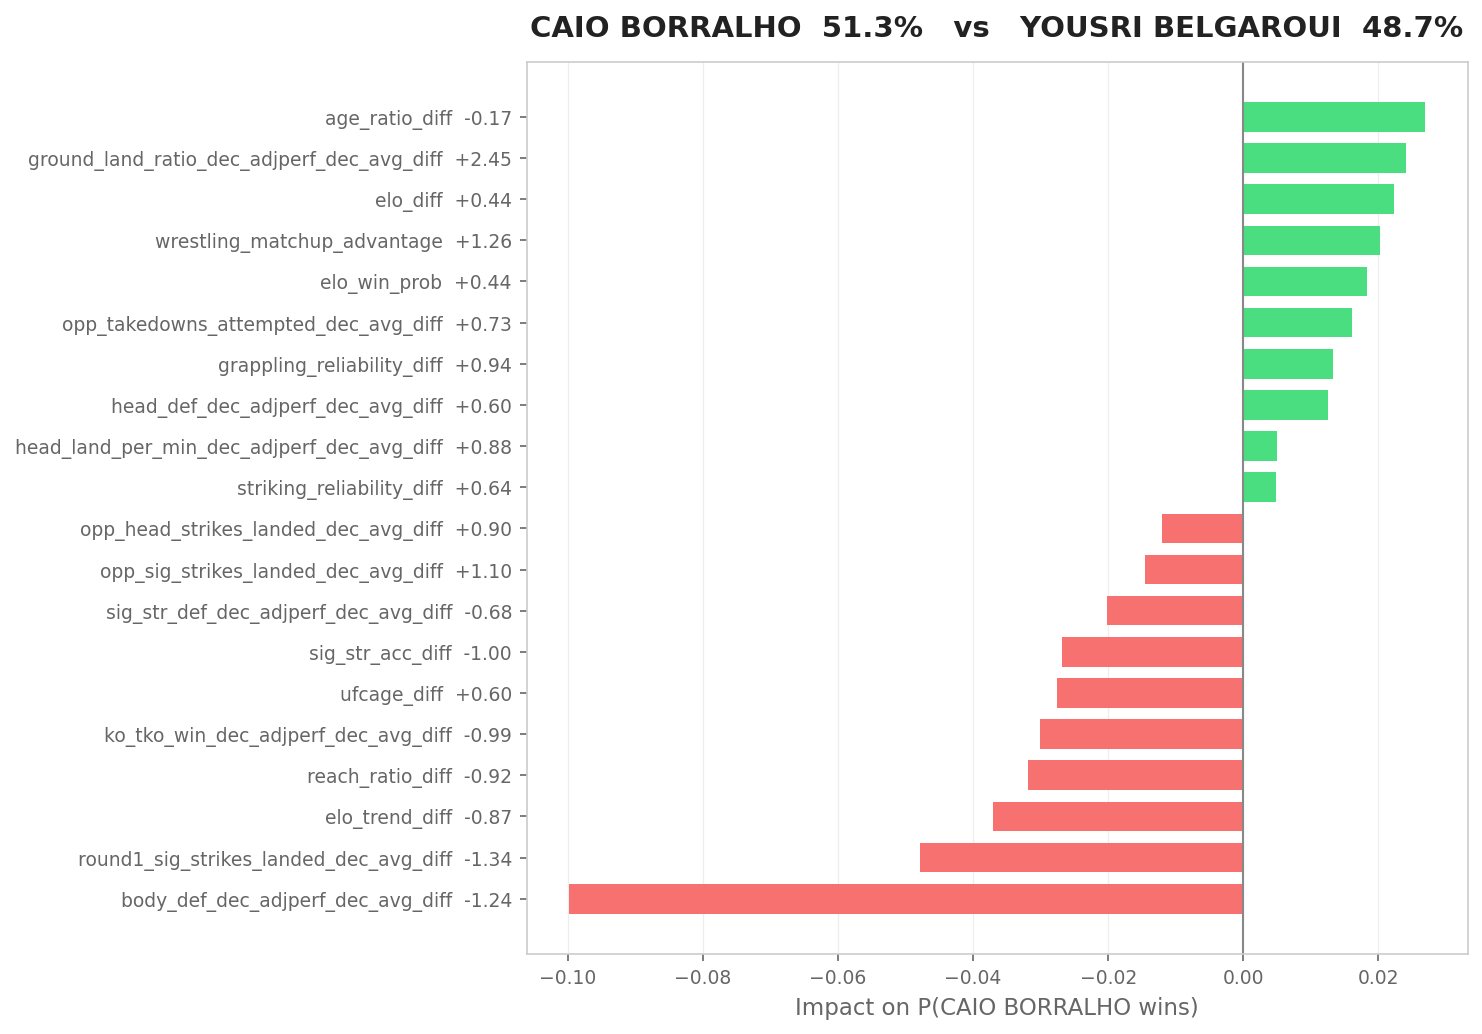 CAIO BORRALHO  51.3%   vs   YOUSRI BELGAROUI  48.7%
age_ratio_diff  -0.17
ground_land_ratio_dec_adjperf_dec_avg_diff  +2.45
elo_diff  +0.44
wrestling_matchup_advantage  +1.26
elo_win_prob  +0.44
opp_takedowns_attempted_dec_avg_diff  +0.73
grappling_reliability_diff  +0.94
head_def_dec_adjperf_dec_avg_diff  +0.60
head_land_per_min_dec_adjperf_dec_avg_diff  +0.88
striking_reliability_diff  +0.64
opp_head_strikes_landed_dec_avg_diff  +0.90
opp_sig_strikes_landed_dec_avg_diff  +1.10
sig_str_def_dec_adjperf_dec_avg_diff  -0.68
sig_str_acc_diff  -1.00
ufcage_diff  +0.60
ko_tko_win_dec_adjperf_dec_avg_diff  -0.99
reach_ratio_diff  -0.92
elo_trend_diff  -0.87
round1_sig_strikes_landed_dec_avg_diff  -1.34
body_def_dec_adjperf_dec_avg_diff  -1.24
−0.10 −0.08 −0.06 −0.04 −0.02 0.00 0.02
Impact on P(CAIO BORRALHO wins)